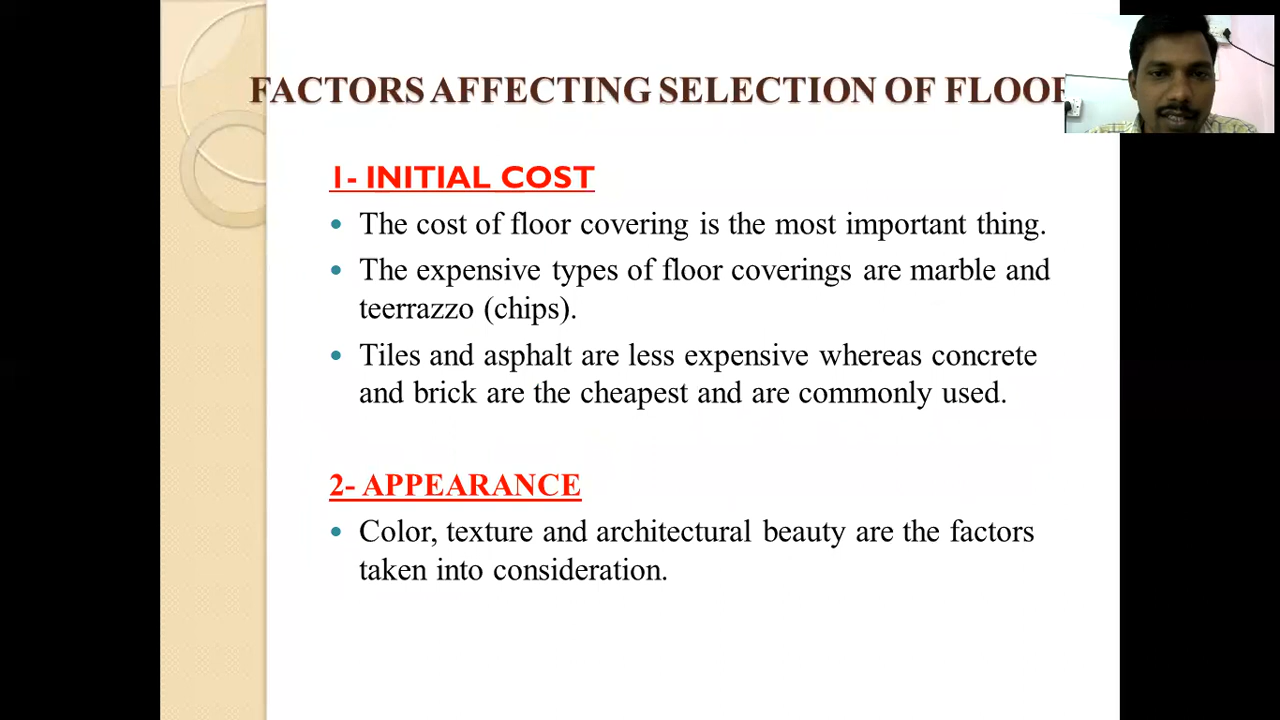 FACTORS AFFECTING SELECTION OF FLOOR
1- INITIAL COST
• The cost of floor covering is the most important thing.
• The expensive types of floor coverings are marble and
teerrazzo (chips).
• Tiles and asphalt are less expensive whereas concrete
and brick are the cheapest and are commonly used.
2- APPEARANCE
• Color, texture and architectural beauty are the factors
taken into consideration.